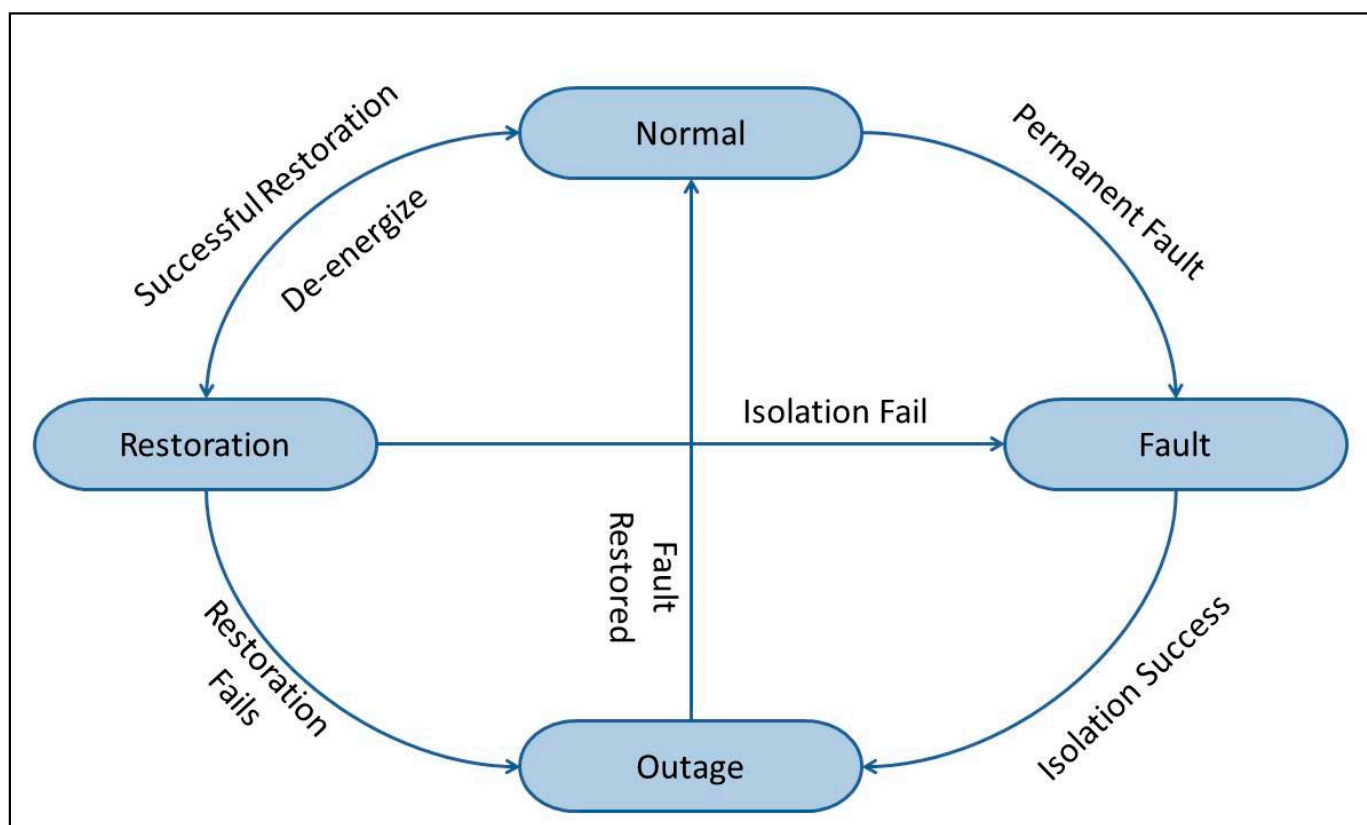 Normal
Successful Restoration
De-energize
Permanent Fault
Restoration
Isolation Fail
Fault
Fault
Restored
Restoration
Fails
Isolation Success
Outage